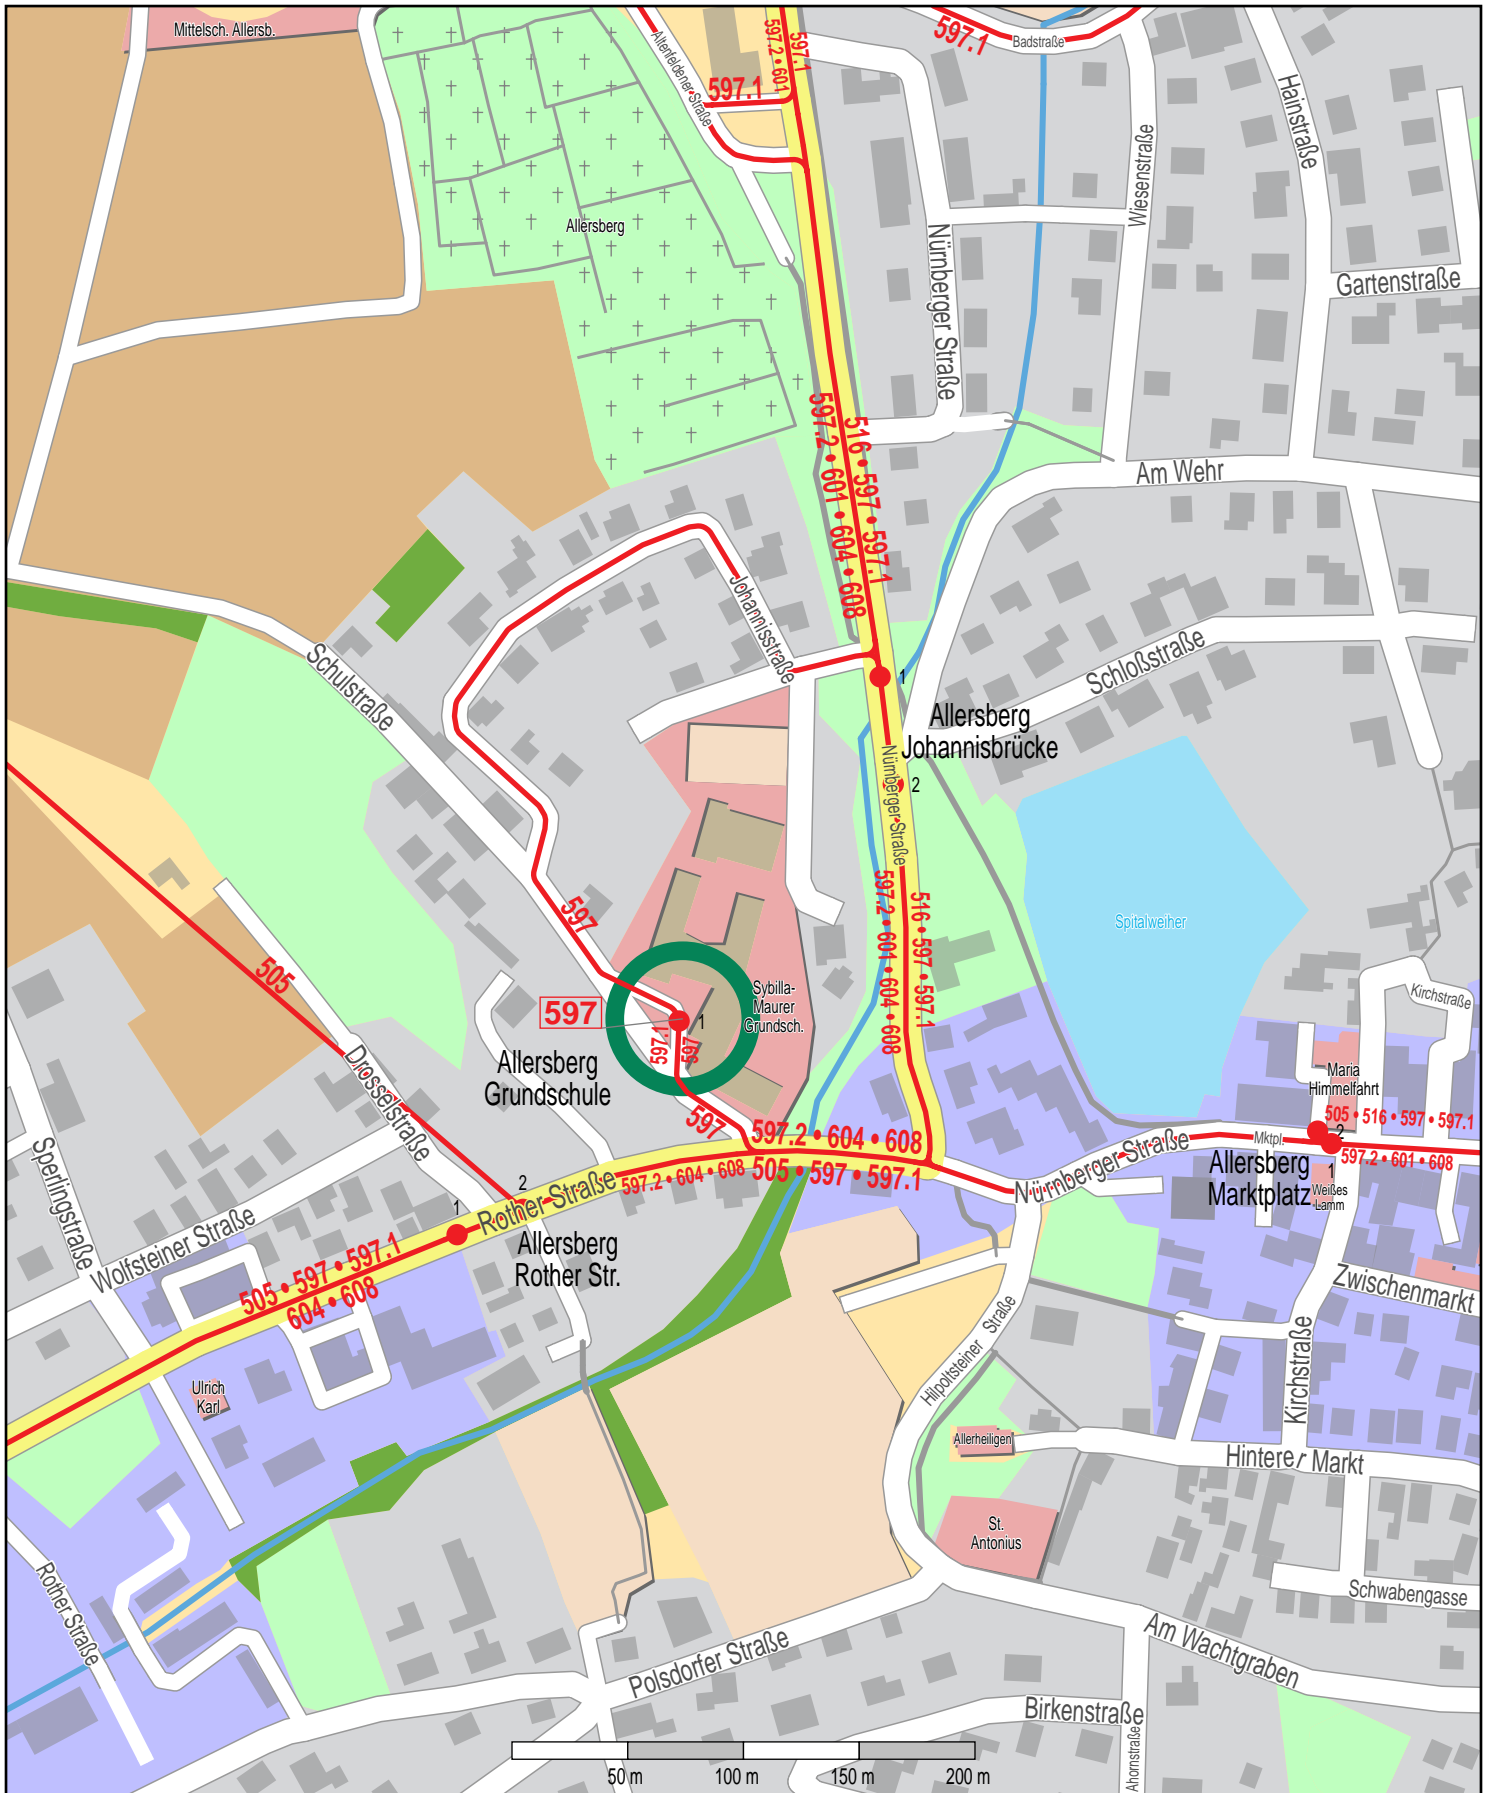 Mittelsch. Allersb.
Altenfeldener Straße
597.2 • 601
597.1
597.1
597.1
Badstraße
Hainstraße
Wiesenstraße
Allersberg
Nürnberger Straße
Gartenstraße
597.2 • 601 • 604 • 608
516 • 597 • 597.1
Am Wehr
Johannisstraße
Schulstraße
Schloßstraße
1
Allersberg
Johannisbrücke
2
Nürnberger Straße
597
597.2 • 601 • 604 • 608
516 • 597 • 597.1
Spitalweiher
505
Sybilla-
Maurer
Grundsch.
Kirchstraße
597
1
597.1
597
Allersberg
Grundschule
Drosselstraße
Maria
Himmelfahrt
505 • 516 • 597 • 597.1
2
Mktpl.
597.2 • 601 • 608
1
597
597.2 • 604 • 608
505 • 597 • 597.1
597.2 • 604 • 608
Nürnberger Straße
Allersberg
Marktplatz
Weißes
Lamm
Sperlingstraße
Wolfsteiner Straße
1
2
Rother Straße
Allersberg
Rother Str.
505 • 597 • 597.1
604 • 608
Zwischenmarkt
Hilpoltsteiner Straße
Kirchstraße
Ulrich
Karl
Allerheiligen
Hinterer Markt
St.
Antonius
Rother Straße
Schwabengasse
Am Wachtgraben
Polsdorfer Straße
Birkenstraße
Ahornstraße
50 m
100 m
150 m
200 m